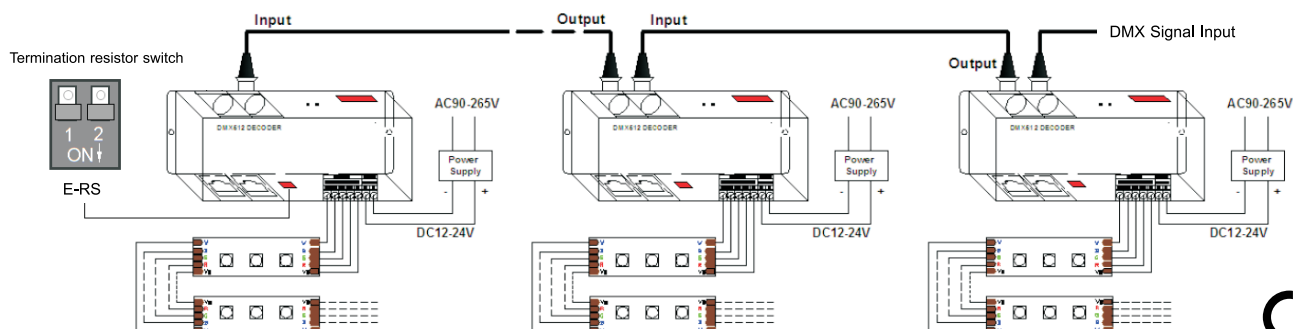 Input
Output
Input
DMX Signal Input
Output
Termination resistor switch
1 2
ON
E-RS
DMX512 DECODER
AC90-265V
Power
Supply
- +
DC12-24V
DMX512 DECODER
AC90-265V
Power
Supply
- +
DC12-24V
DMX512 DECODER
AC90-265V
Power
Supply
- +
DC12-24V